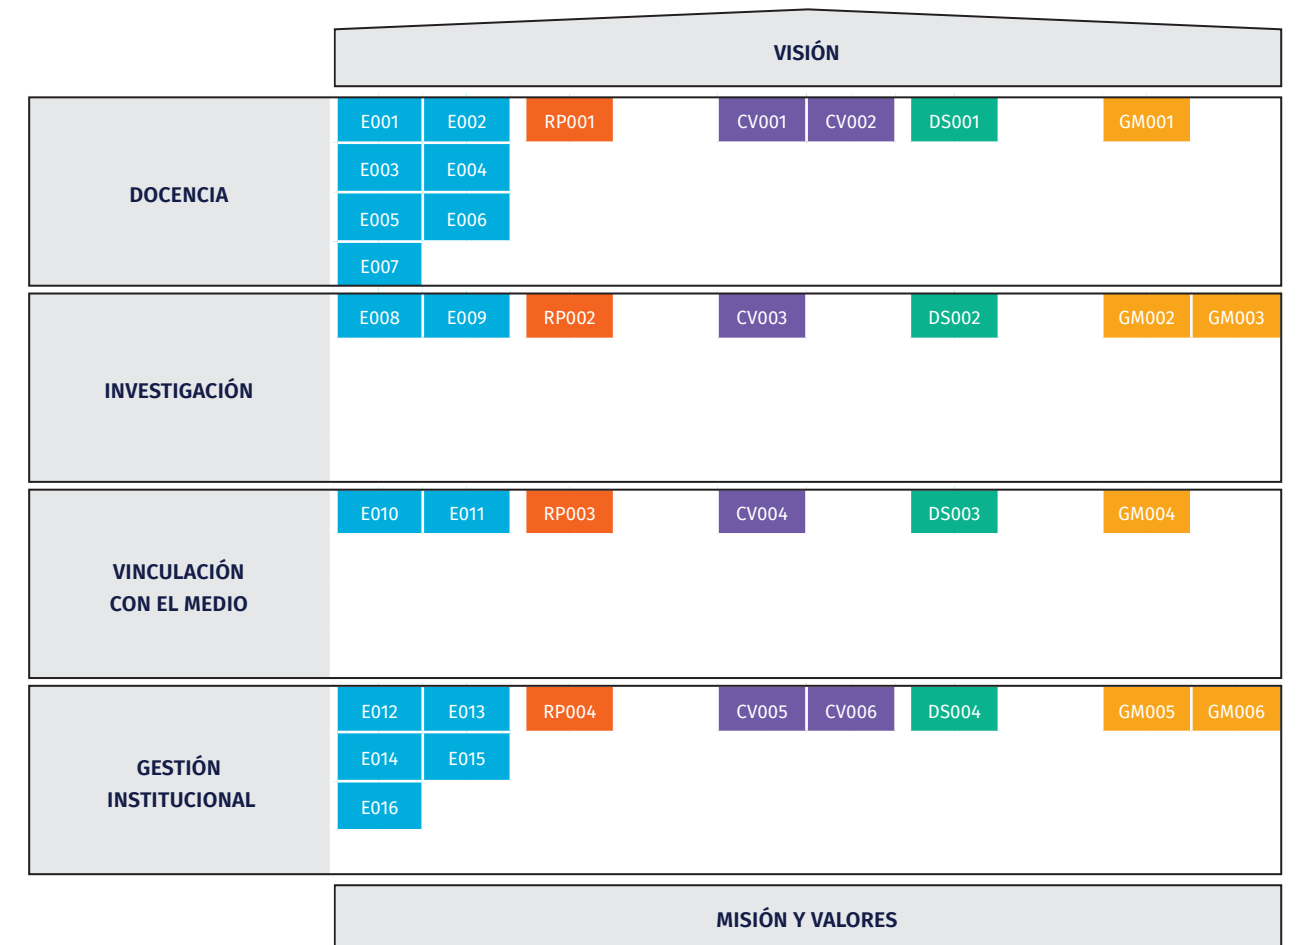 VISIÓN
DOCENCIA
E001 E002 RP001 CV001 CV002 DS001 GM001
E003 E004
E005 E006
E007
INVESTIGACIÓN
E008 E009 RP002 CV003 DS002 GM002 GM003
VINCULACIÓN
CON EL MEDIO
E010 E011 RP003 CV004 DS003 GM004
GESTIÓN
INSTITUCIONAL
E012 E013 RP004 CV005 CV006 DS004 GM005 GM006
E014 E015
E016
MISIÓN Y VALORES